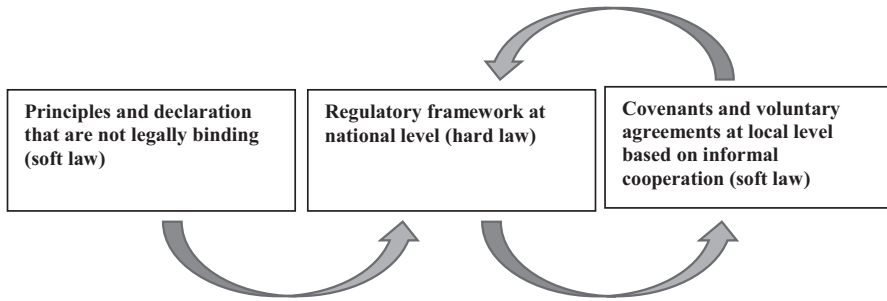 Principles and declaration
that are not legally binding
(soft law)
Regulatory framework at
national level (hard law)
Covenants and voluntary
agreements at local level
based on informal
cooperation (soft law)